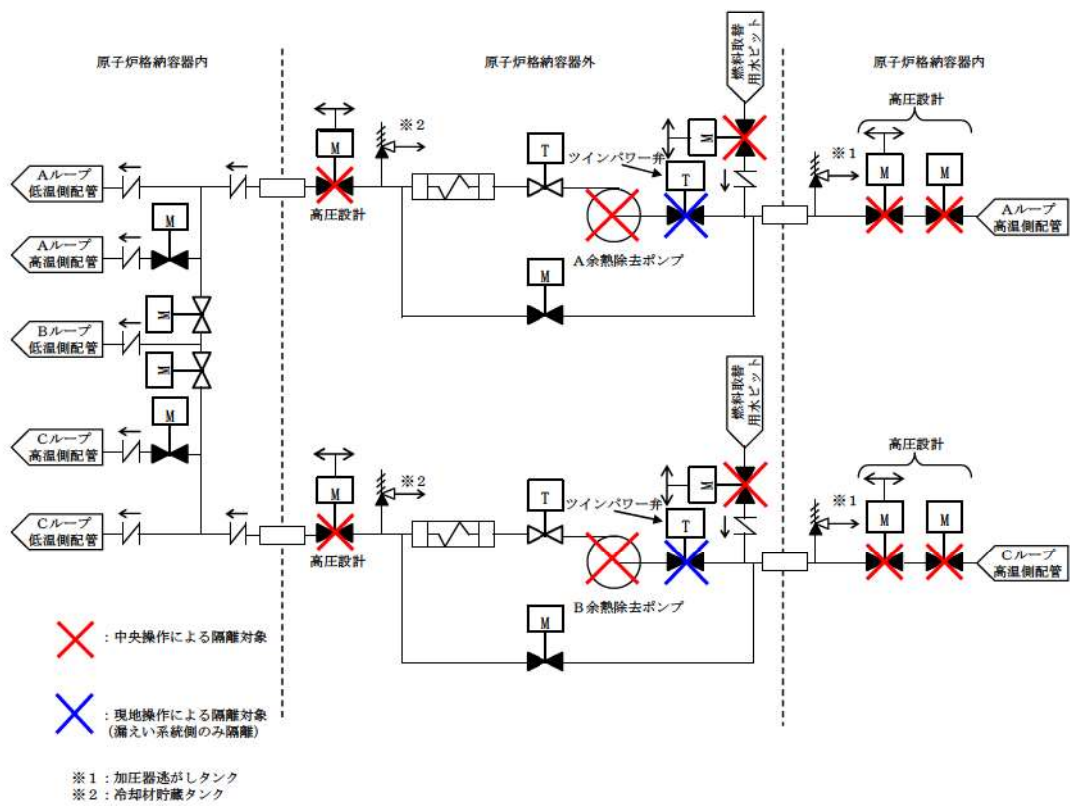 原子炉格納容器内
原子炉格納容器外
燃料取替
用水ピット
原子炉格納容器内
高圧設計
※2
M
T
ツインパワー弁
M
T
※1
M
M
Aループ
低温側配管
高圧設計
Aループ
高温側配管
M
Aループ
高温側配管
A余熱除去ポンプ
M
M
Bループ
低温側配管
M
燃料取替
用水ピット
Cループ
高温側配管
M
高圧設計
※2
M
T
ツインパワー弁
M
T
※1
M
M
Cループ
低温側配管
高圧設計
Cループ
高温側配管
B余熱除去ポンプ
M
：中央操作による隔離対象
：現地操作による隔離対象
(漏えい系統側のみ隔離)
※1：加圧器逃がしタンク
※2：冷却材貯蔵タンク